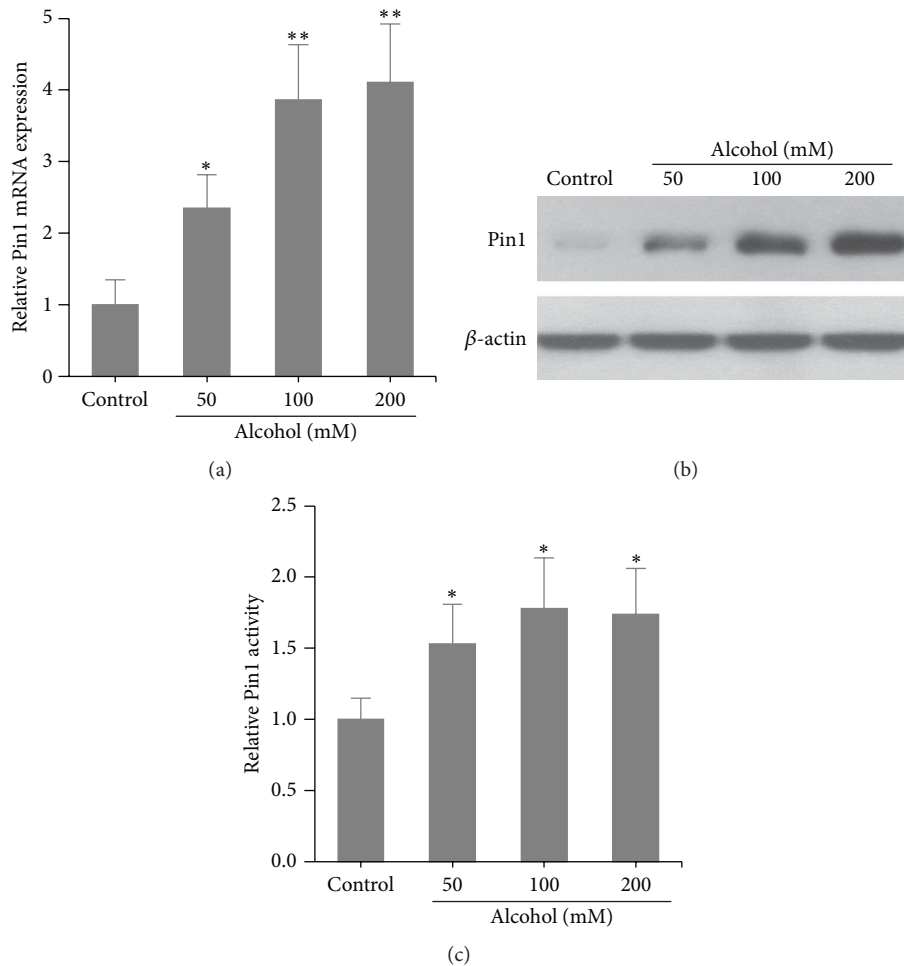 Relative Pin1 mRNA expression
5
4
3
2
1
0
*
**
**
Control 50 100 200
Alcohol (mM)
(a)
Alcohol (mM)
Control 50 100 200
Pin1
β-actin
(b)
Relative Pin1 activity
2.5
2.0
1.5
1.0
0.5
0.0
*
*
*
Control 50 100 200
Alcohol (mM)
(c)